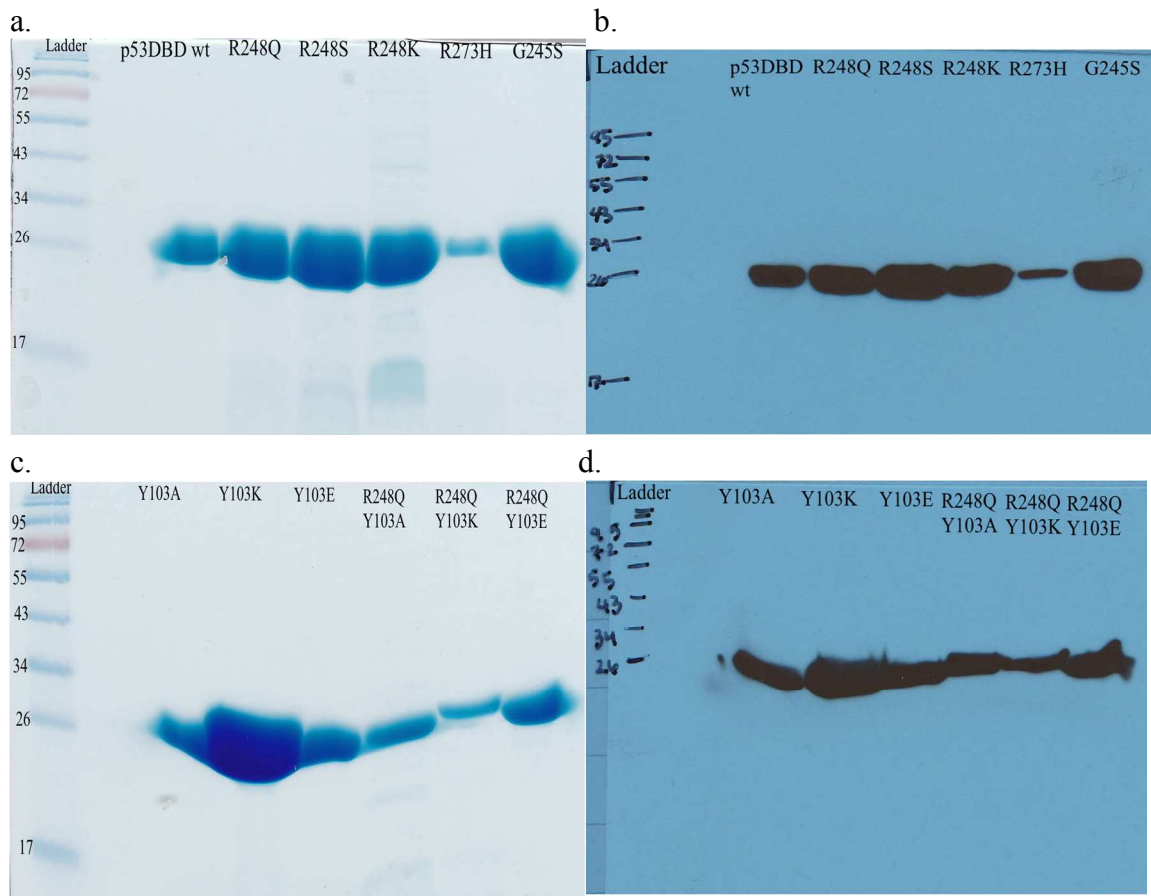 a.
Ladder p53DBD wt R248Q R248S R248K R273H G245S
95
72
55
43
34
26
17
b.
Ladder p53DBD R248Q R248S R248K R273H G245S
wt
95
72
55
43
34
26
17
c.
Ladder Y103A Y103K Y103E R248Q R248Q R248Q
Y103A Y103K Y103E
95
72
55
43
34
26
17
d.
Ladder Y103A Y103K Y103E R248Q R248Q R248Q
Y103A Y103K Y103E
95
72
55
43
34
26